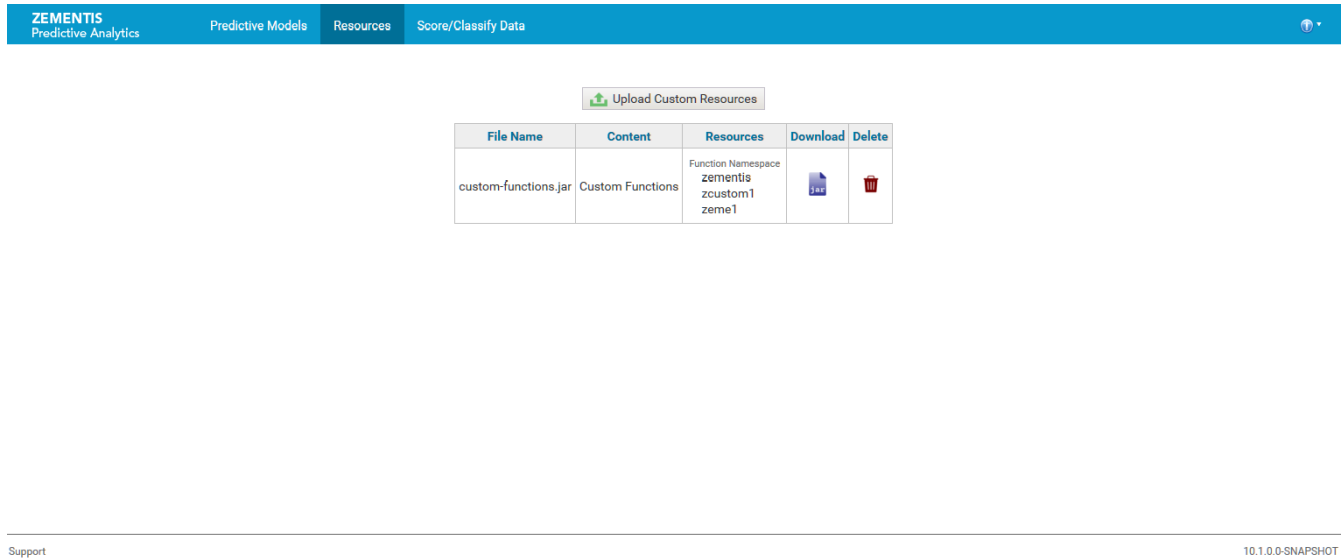 ZEMENTIS
Predictive Analytics
Predictive Models Resources Score/Classify Data
Upload Custom Resources
File Name Content Resources Download Delete
Function Namespace
zementis
custom-functions.jar Custom Functions zcustom1 jar
zeme1
Support 10.1.0.0-SNAPSHOT